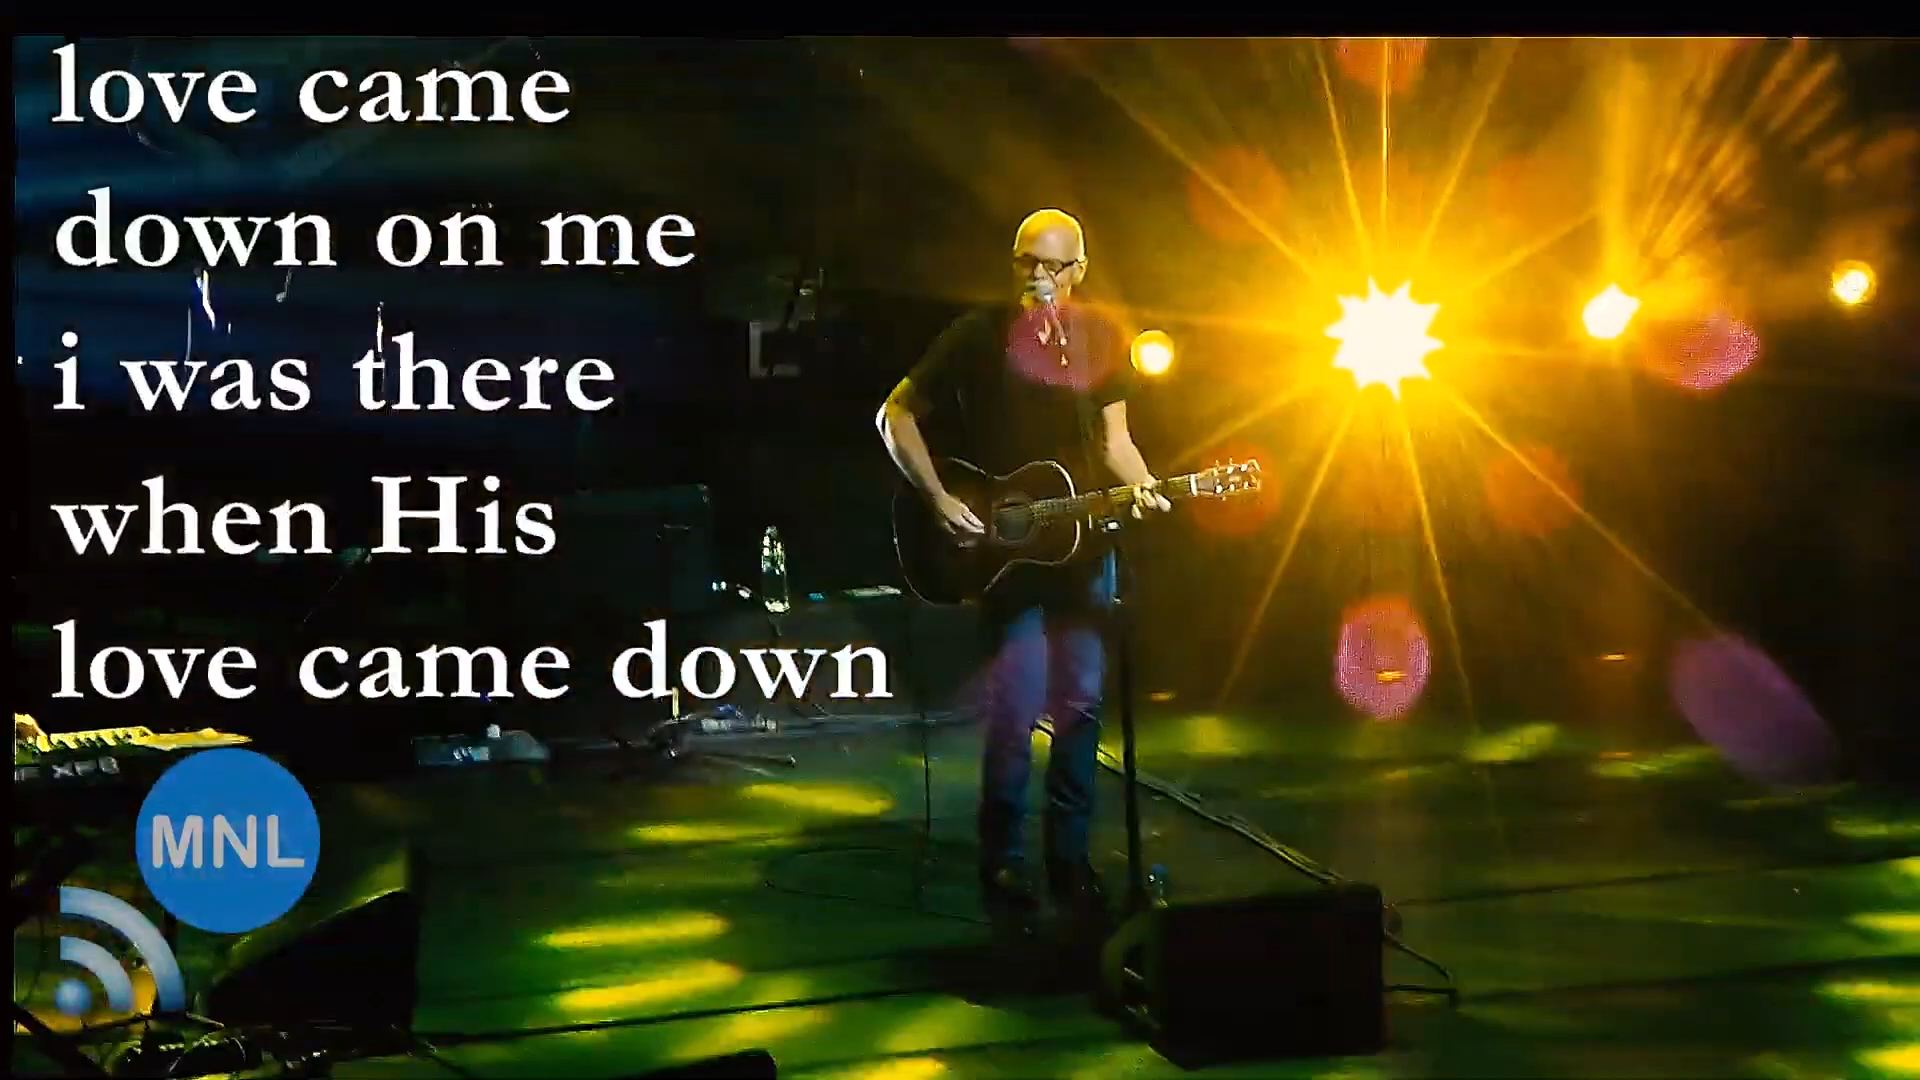 love came
down on me
i was there
when His
love came down
MNL